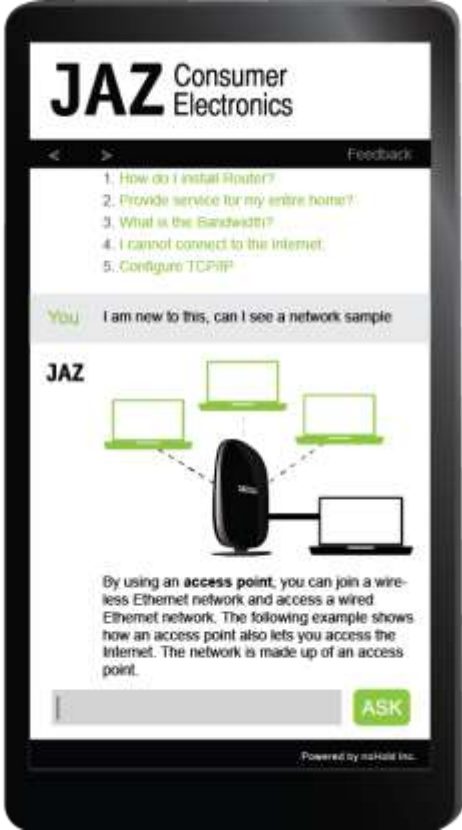 JAZ Consumer
Electronics
< > Feedback
1. How do I install Router?
2. Provide service for my entire home?
3. What is the Bandwidth?
4. I cannot connect to the Internet.
5. Configure TCP/IP
You I am new to this, can I see a network sample
JAZ
By using an access point, you can join a wire-
less Ethernet network and access a wired
Ethernet network. The following example shows
how an access point also lets you access the
Internet. The network is made up of an access
point.
ASK
Powered by noHold Inc.